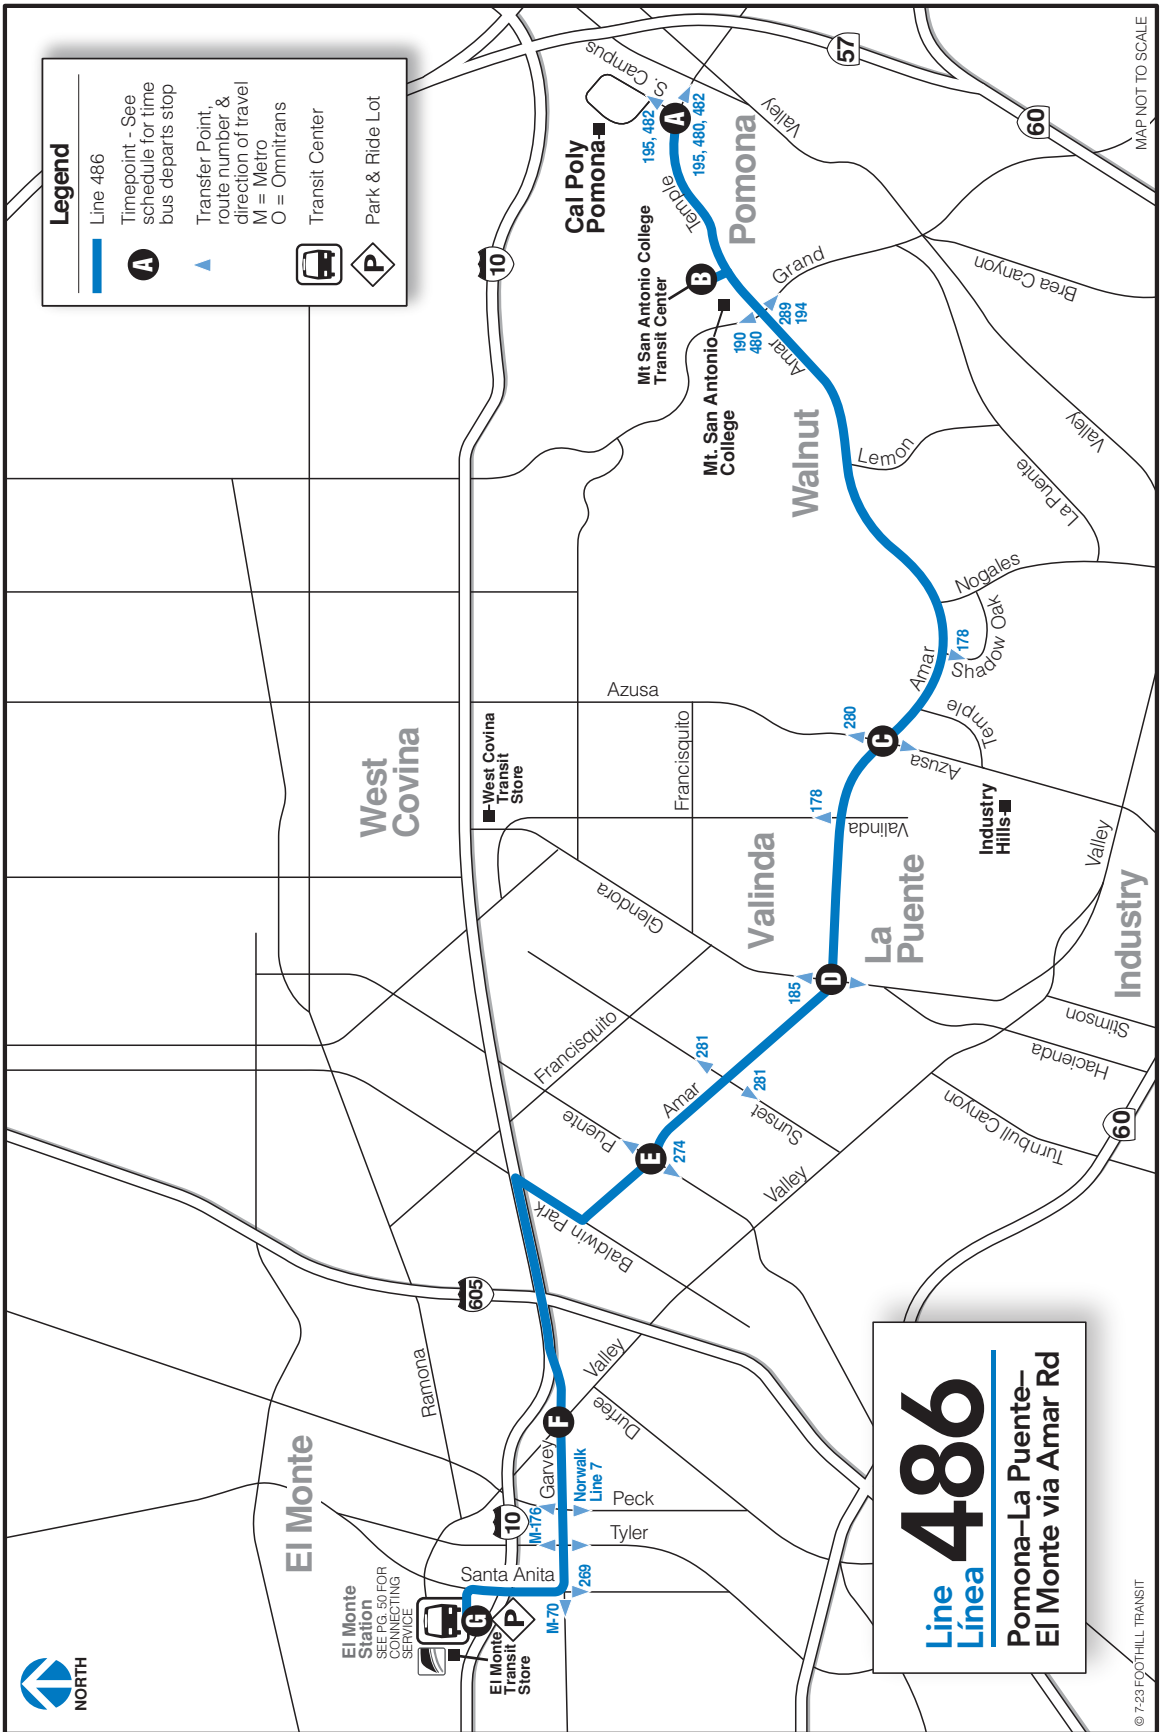 Legend
Line 486
A
Timepoint - See
schedule for time
bus departs stop
Transfer Point,
route number &
direction of travel
M = Metro
O = Omnitrans
Transit Center
P
Park & Ride Lot
NORTH
El Monte
Station
SEE PG. 50 FOR
CONNECTING
SERVICE
El Monte
Transit
Store
G
P
M-70
269
Santa Anita
10
M-176
Garvey
Norwalk
Line 7
Tyler
Peck
F
El Monte
Ramona
Durfee
Valley
605
Baldwin Park
Puente
E
274
Francisquito
Amar
281
281
Sunset
Valley
Turnbull Canyon
60
Hacienda
Stimson
Industry
Glendora
185
D
Valinda
La
Puente
West
Covina
West Covina
Transit
Store
Francisquito
Azusa
178
Valinda
280
C
Azusa
Temple
Industry
Hills
Valley
Amar
178
Shadow Oak
Nogales
Walnut
Lemon
La Puente
Valley
10
Mt San Antonio College
Transit Center
B
Mt. San Antonio
College
190
480
289
194
Amar
Grand
Brea Canyon
Cal Poly
Pomona
Temple
Pomona
A
195, 482
195, 480, 482
S. Campus
Valley
57
60
MAP NOT TO SCALE
Line
Línea
486
Pomona–La Puente–
El Monte via Amar Rd
© 7-23 FOOTHILL TRANSIT